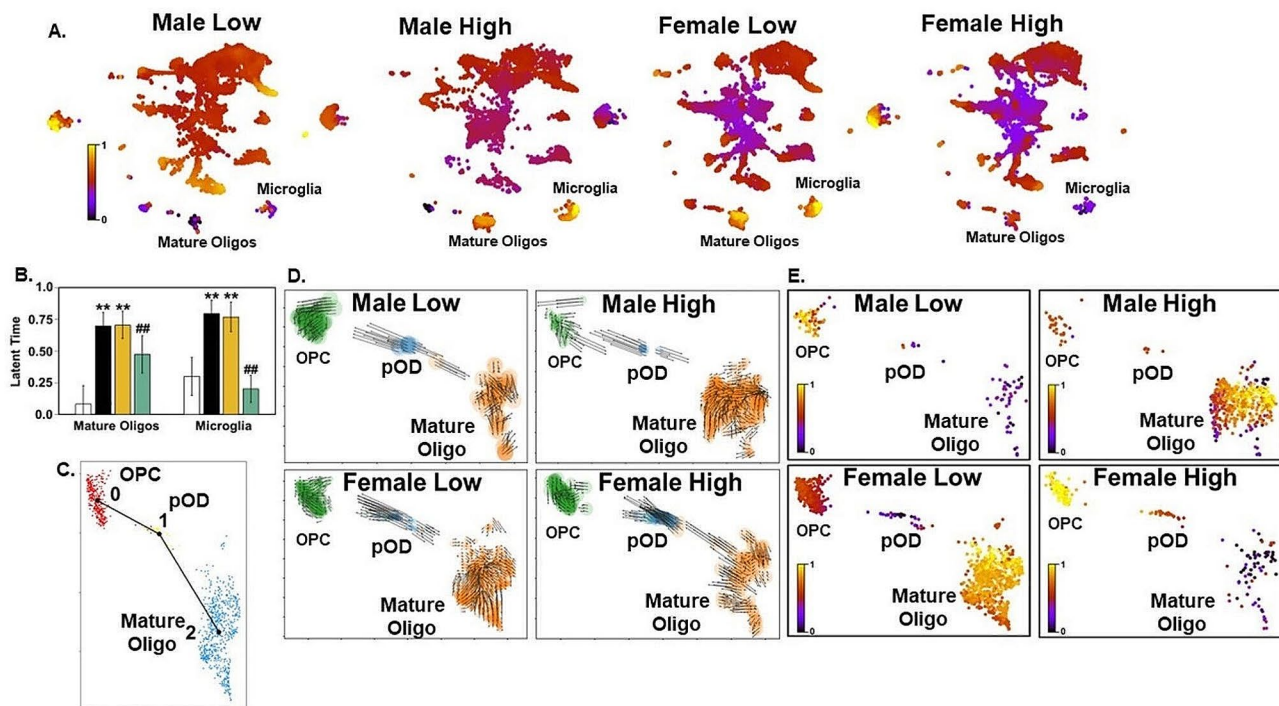 A.
Male Low
Male High
Female Low
Female High
1
0
Microglia
Mature Oligos
Mature Oligos
Microglia
Mature Oligos
Microglia
Mature Oligos
B.
1.0
0.75
0.50
0.25
0.0
Latent Time
** ** ##
** ** ##
Mature Oligos
Microglia
C.
OPC
0
pOD
1
Mature
Oligo
2
D.
Male Low
OPC
pOD
Mature
Oligo
Male High
OPC
pOD
Mature
Oligo
Female Low
OPC
pOD
Mature
Oligo
Female High
OPC
pOD
Mature
Oligo
E.
Male Low
OPC
pOD
1
0
Mature
Oligo
Male High
OPC
pOD
1
0
Mature
Oligo
Female Low
OPC
pOD
1
0
Mature
Oligo
Female High
OPC
pOD
1
0
Mature
Oligo